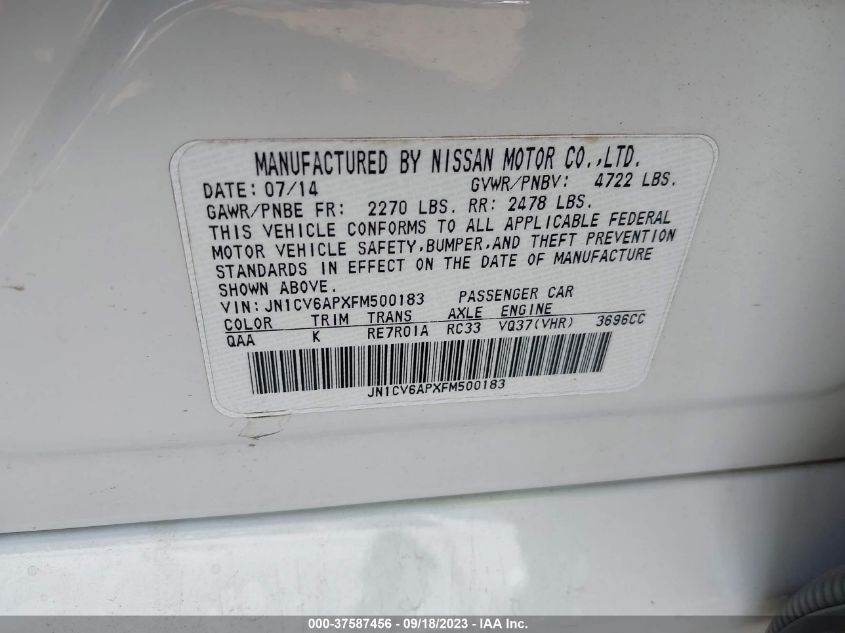 MANUFACTURED BY NISSAN MOTOR CO.,LTD.
DATE: 07/14 GVWR/PNBV: 4722 LBS.
GAWR/PNBE FR: 2270 LBS. RR: 2478 LBS.
THIS VEHICLE CONFORMS TO ALL APPLICABLE FEDERAL
MOTOR VEHICLE SAFETY,BUMPER,AND THEFT PREVENTION
STANDARDS IN EFFECT ON THE DATE OF MANUFACTURE
SHOWN ABOVE.
VIN:JN1CV6APXFM500183 PASSENGER CAR
COLOR TRIM TRANS AXLE ENGINE
QAA K RE7R01A RC33 VQ37(VHR) 3696CC
JN1CV6APXFM500183
000-37587456 - 09/18/2023 - IAA Inc.